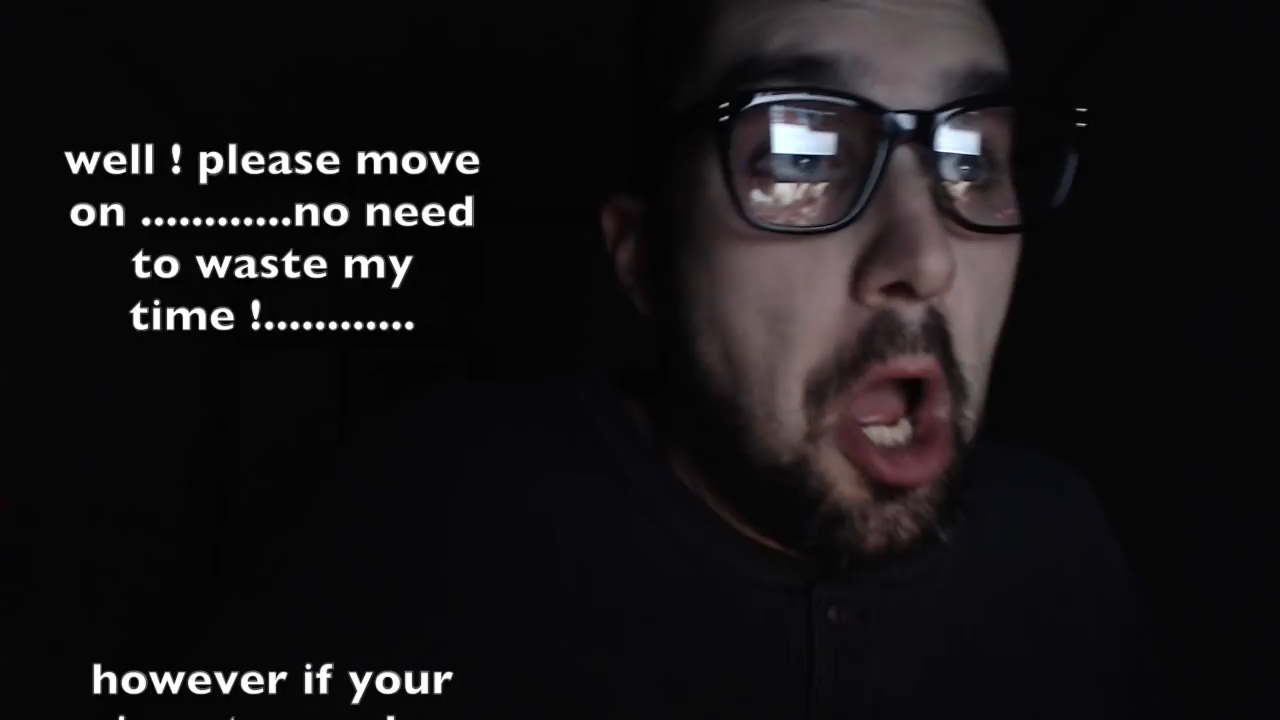 well ! please move
on ............no need
to waste my
time !............
however if your